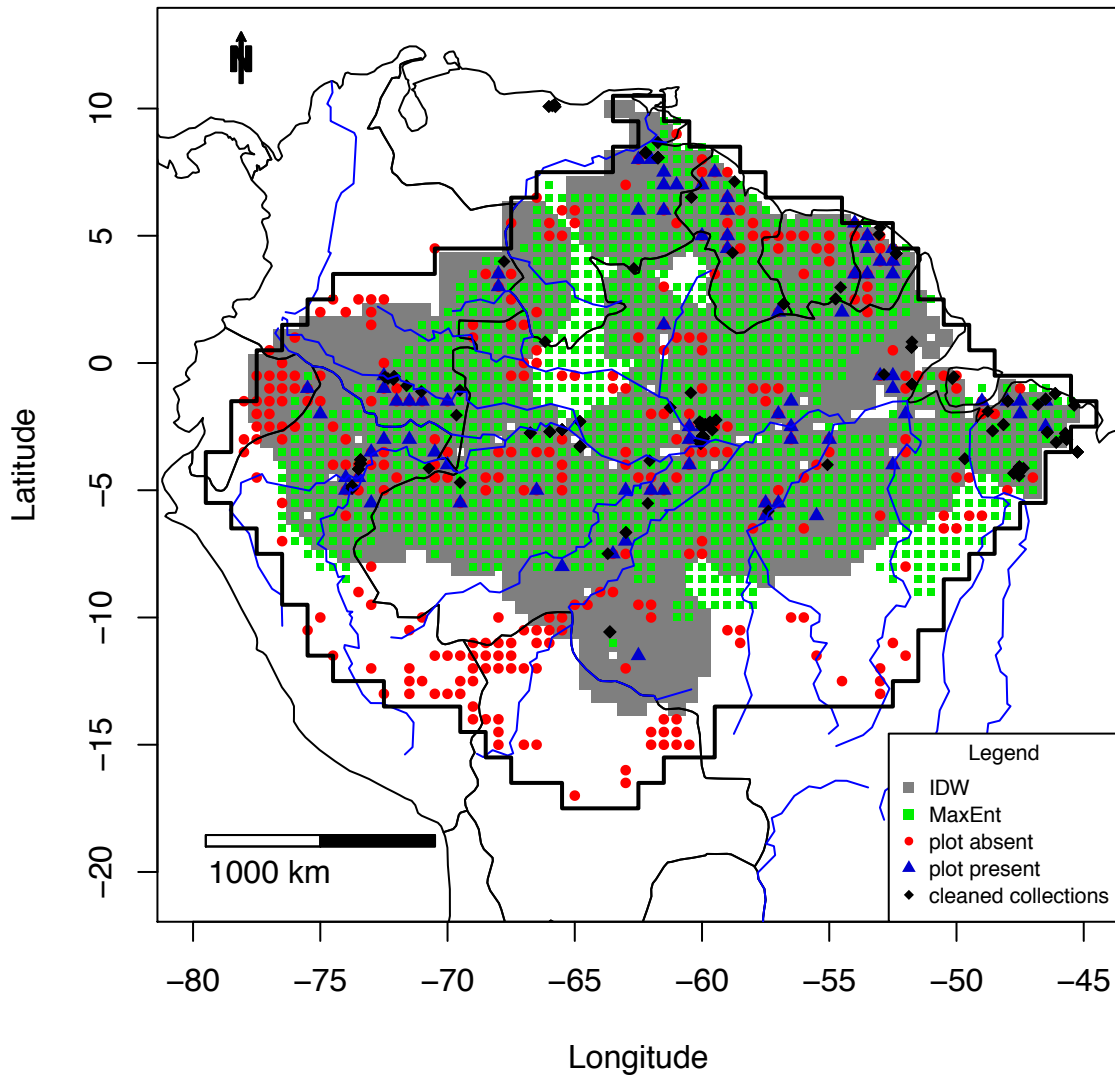 N
Latitude
10
5
0
−5
−10
−15
−20
1000 km
Legend
IDW
MaxEnt
plot absent
plot present
cleaned collections
−80 −75 −70 −65 −60 −55 −50 −45
Longitude